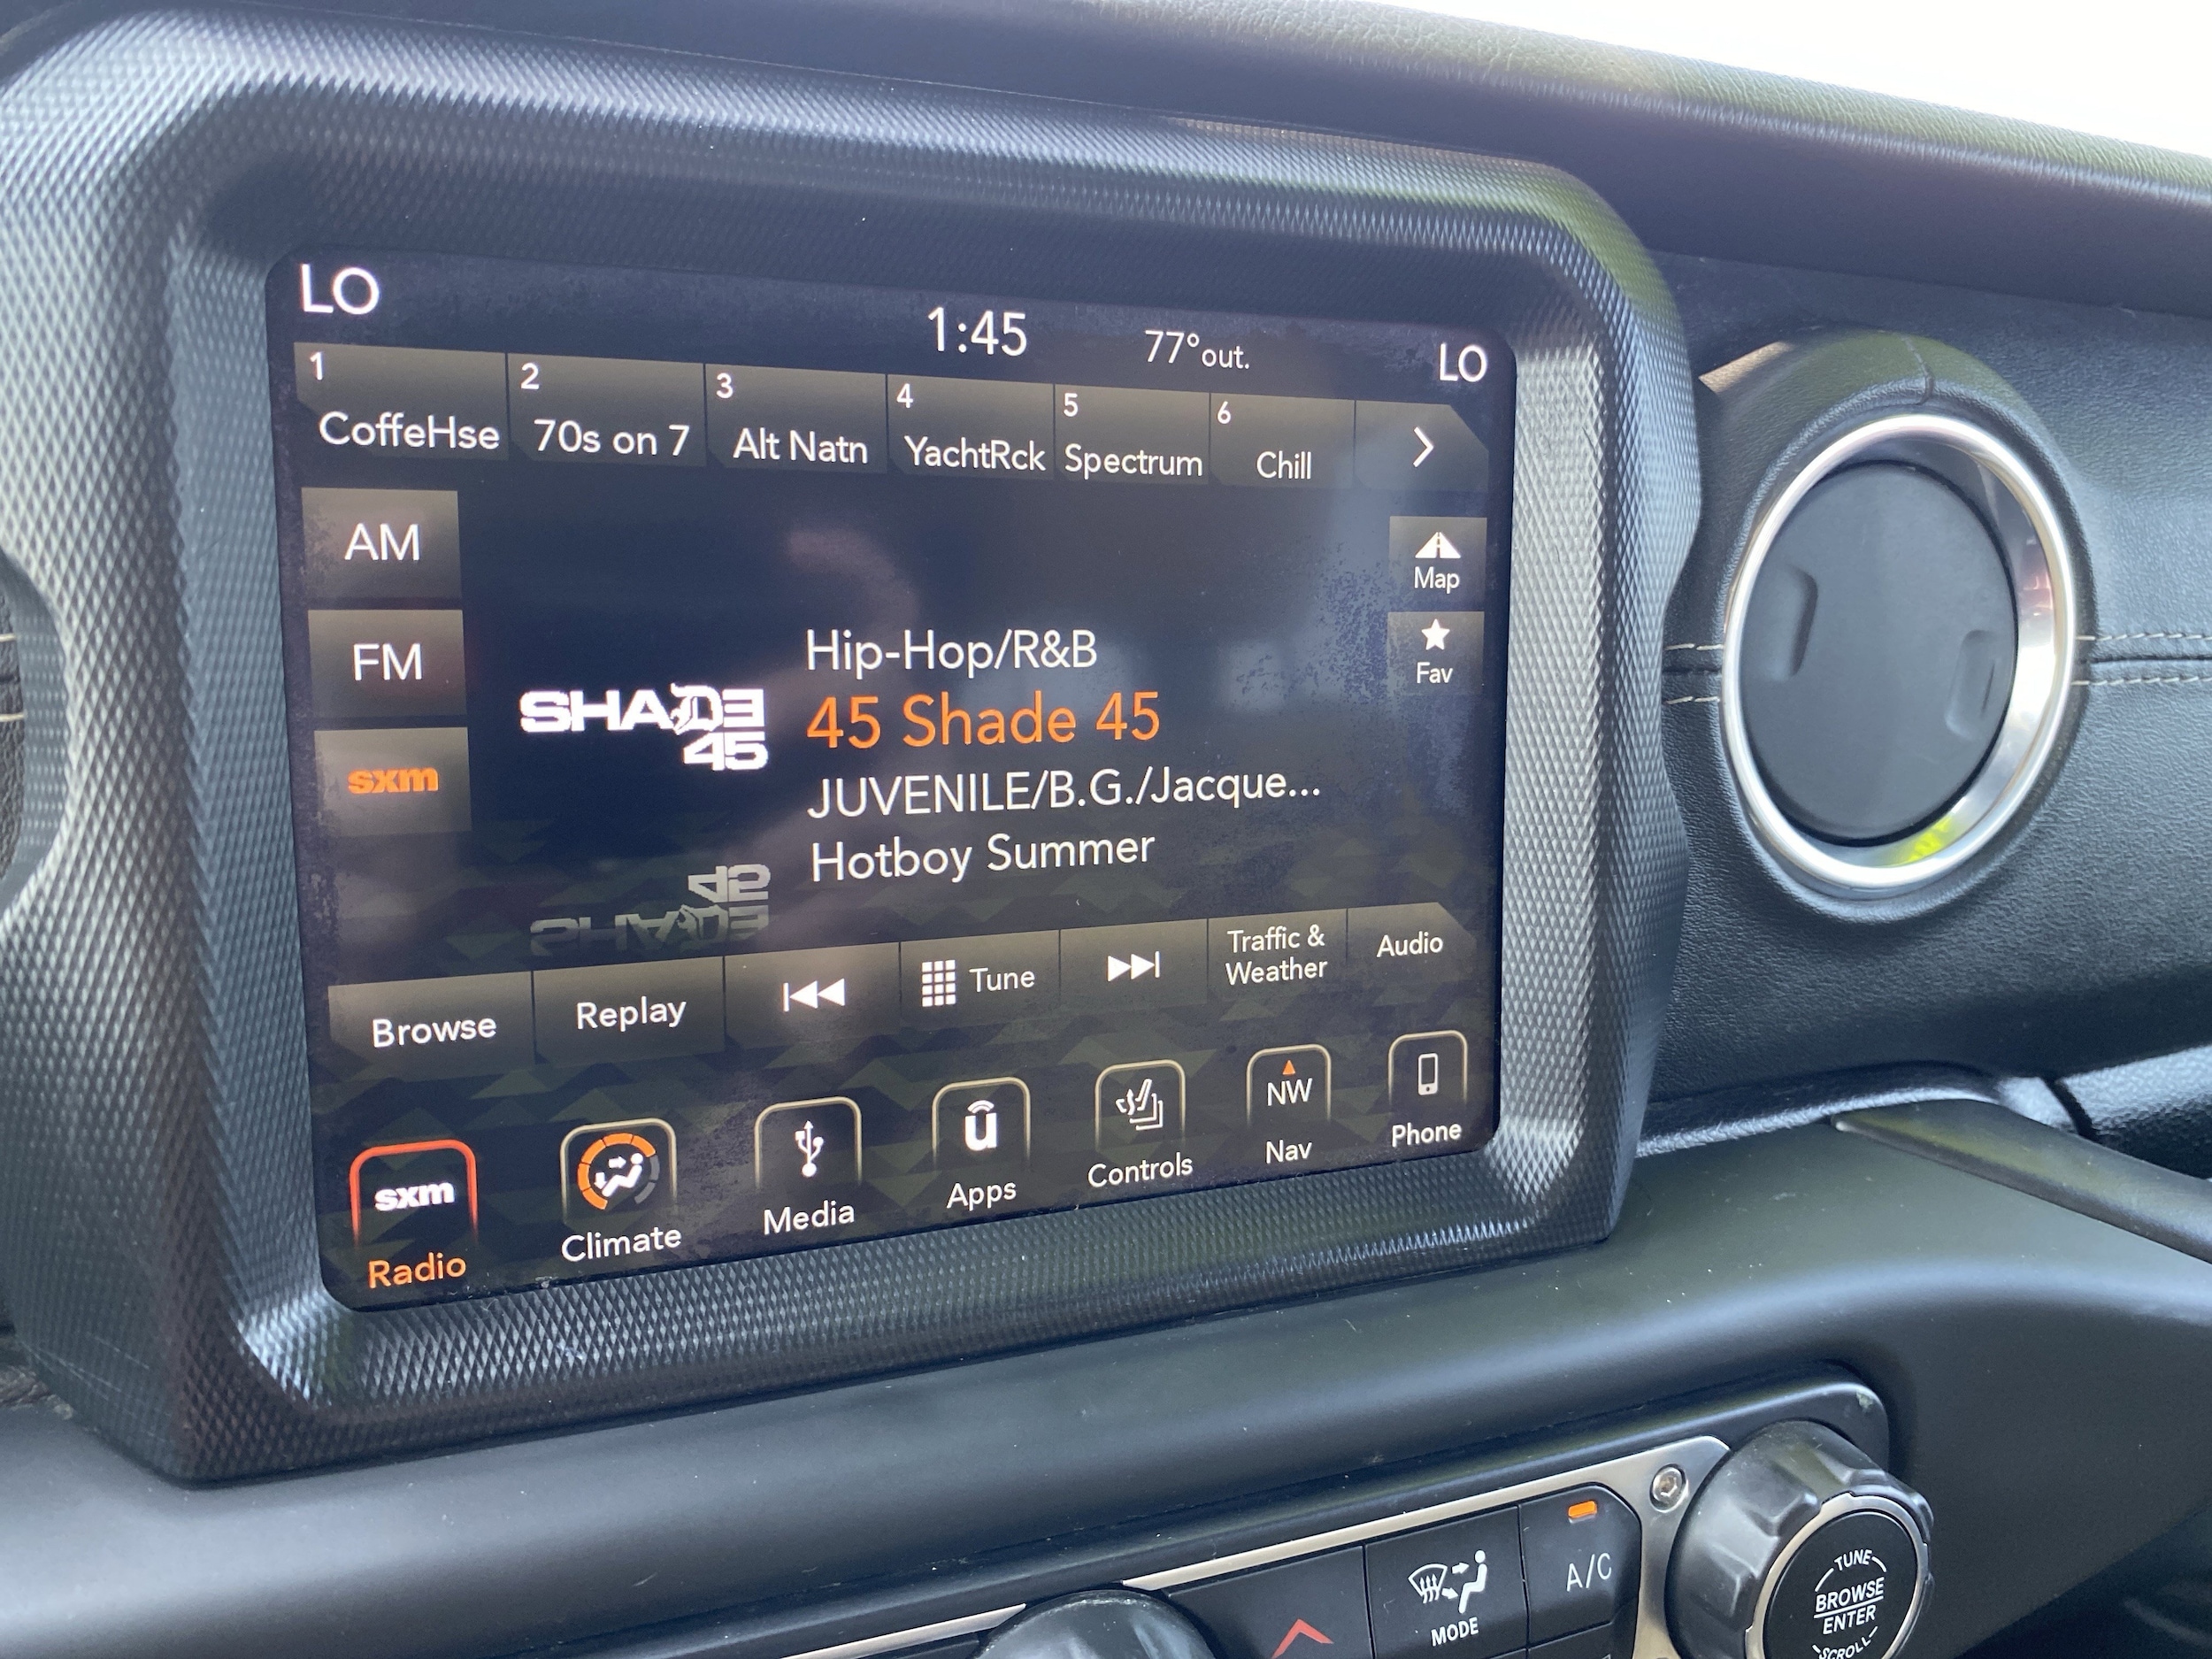 LO
1:45
77°out.
LO
1
CoffeHse
2
70s on 7
3
Alt Natn
4
YachtRck
5
Spectrum
6
Chill
AM
FM
sxm
SHADE
45
Hip-Hop/R&B
45 Shade 45
JUVENILE/B.G./Jacque...
Hotboy Summer
Map
Fav
Browse
Replay
Tune
Traffic &
Weather
Audio
sxm
Radio
Climate
Media
ū
Apps
Controls
NW
Nav
Phone
MODE
A/C
TUNE
BROWSE
ENTER
SCROLL